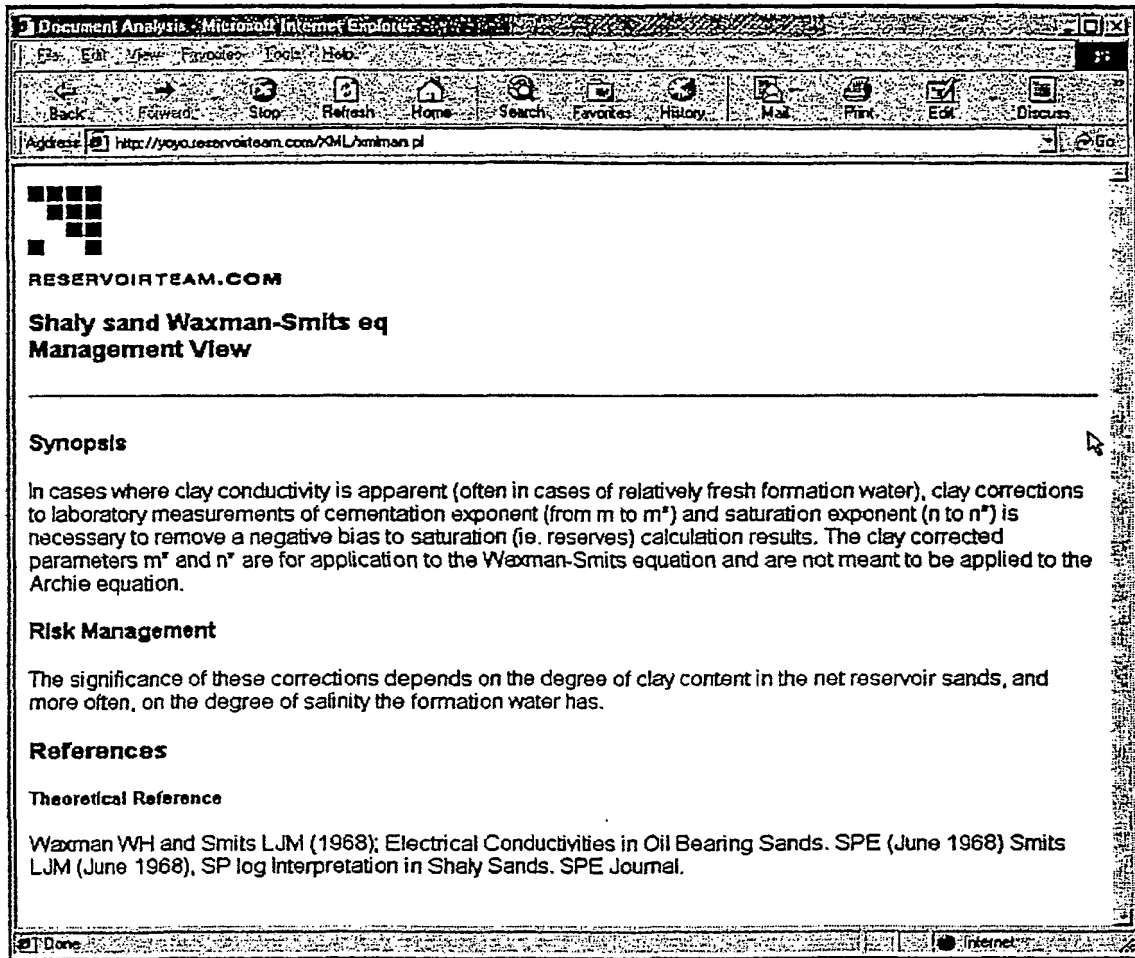 Document Analysis - Microsoft Internet Explorer
File Edit View Favorites Tools Help
Back Forward Stop Refresh Home Search Favorites History Mail Print Edit Discuss
Address http://yoyo.reservoirteam.com/XML/xmlman.pl Go
RESERVOIRTEAM.COM
Shaly sand Waxman-Smits eq
Management View
Synopsis
In cases where clay conductivity is apparent (often in cases of relatively fresh formation water), clay corrections
to laboratory measurements of cementation exponent (from m to m*) and saturation exponent (n to n*) is
necessary to remove a negative bias to saturation (ie. reserves) calculation results. The clay corrected
parameters m* and n* are for application to the Waxman-Smits equation and are not meant to be applied to the
Archie equation.
Risk Management
The significance of these corrections depends on the degree of clay content in the net reservoir sands, and
more often, on the degree of salinity the formation water has.
References
Theoretical Reference
Waxman WH and Smits LJM (1968); Electrical Conductivities in Oil Bearing Sands. SPE (June 1968) Smits
LJM (June 1968), SP log Interpretation in Shaly Sands. SPE Journal.
Done Internet